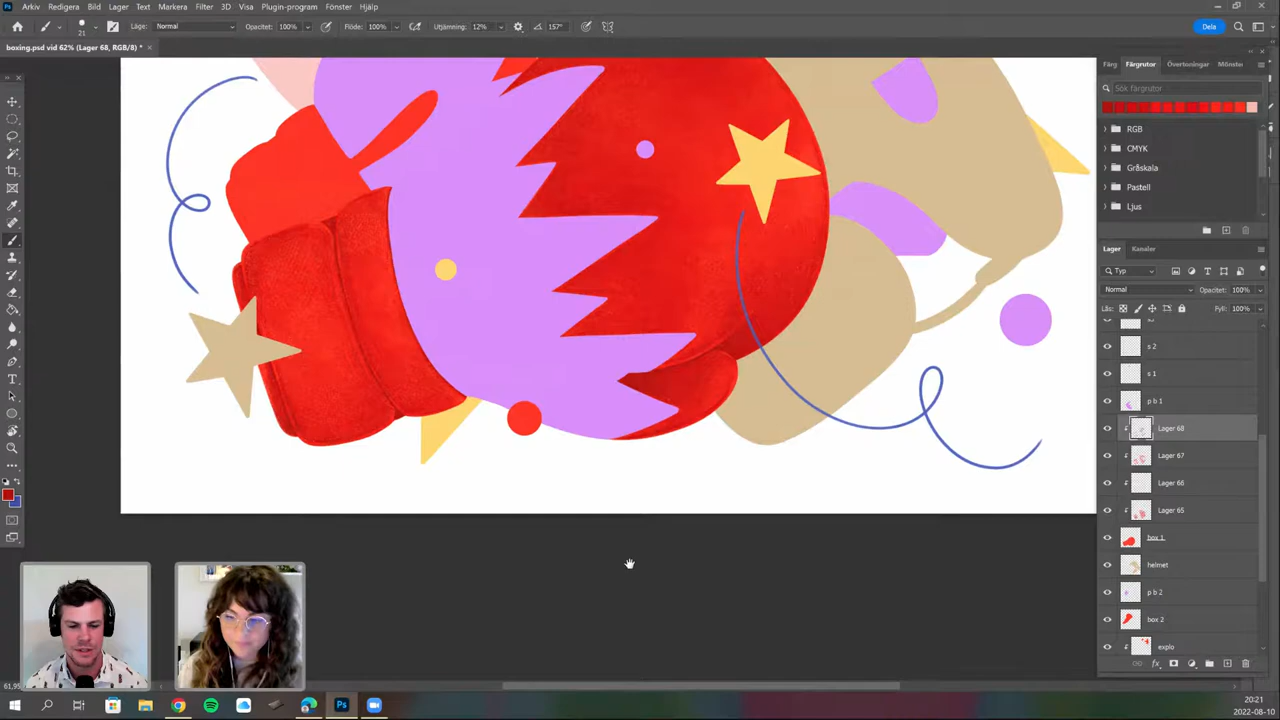 Arkiv Redigera Bild Lager Text Markera Filter 3D Visa Plugin-program Fönster Hjälp
21 Läge: Normal Opacitet: 100% Flöde: 100% Utjämning: 12% 157° Dela
boxing.psd vid 62% (Lager 68, RGB/8) *
Färg Färgrutor Övertoningar Mönster
Sök färgrutor
RGB
CMYK
Gråskala
Pastell
Ljus
Lager Kanaler
Typ
Normal Opacitet: 100%
Lås: Fyll: 100%
s 2
s 1
p b 1
Lager 68
Lager 67
Lager 66
Lager 65
box 1
helmet
p b 2
box 2
explo
20:21
2022-08-10